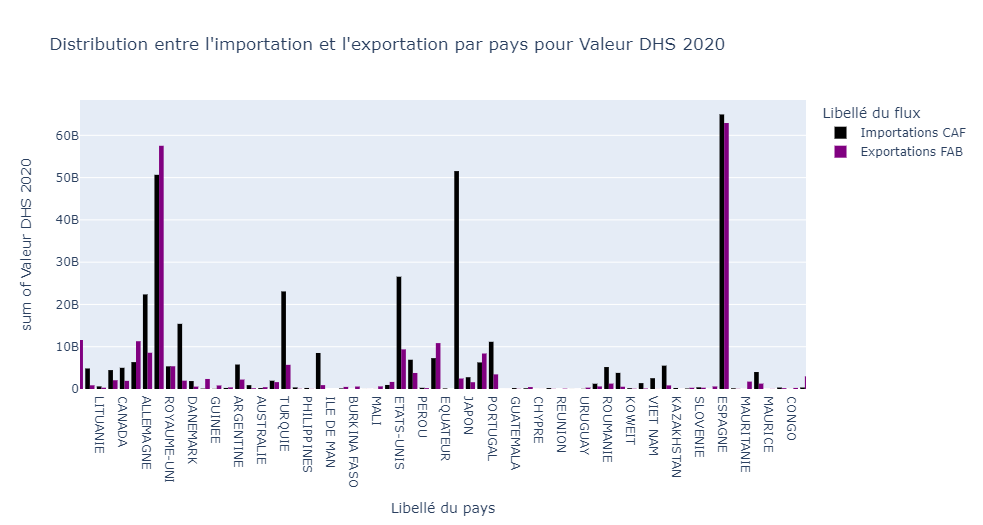 Distribution entre l'importation et l'exportation par pays pour Valeur DHS 2020
Libellé du flux
Importations CAF
Exportations FAB
sum of Valeur DHS 2020
60B
50B
40B
30B
20B
10B
0
LITUANIE
CANADA
ALLEMAGNE
ROYAUME-UNI
DANEMARK
GUINEE
ARGENTINE
AUSTRALIE
TURQUIE
PHILIPPINES
ILE DE MAN
BURKINA FASO
MALI
ETATS-UNIS
PEROU
EQUATEUR
JAPON
PORTUGAL
GUATEMALA
CHYPRE
REUNION
URUGUAY
ROUMANIE
KOWEIT
VIET NAM
KAZAKHSTAN
SLOVENIE
ESPAGNE
MAURITANIE
MAURICE
CONGO
Libellé du pays